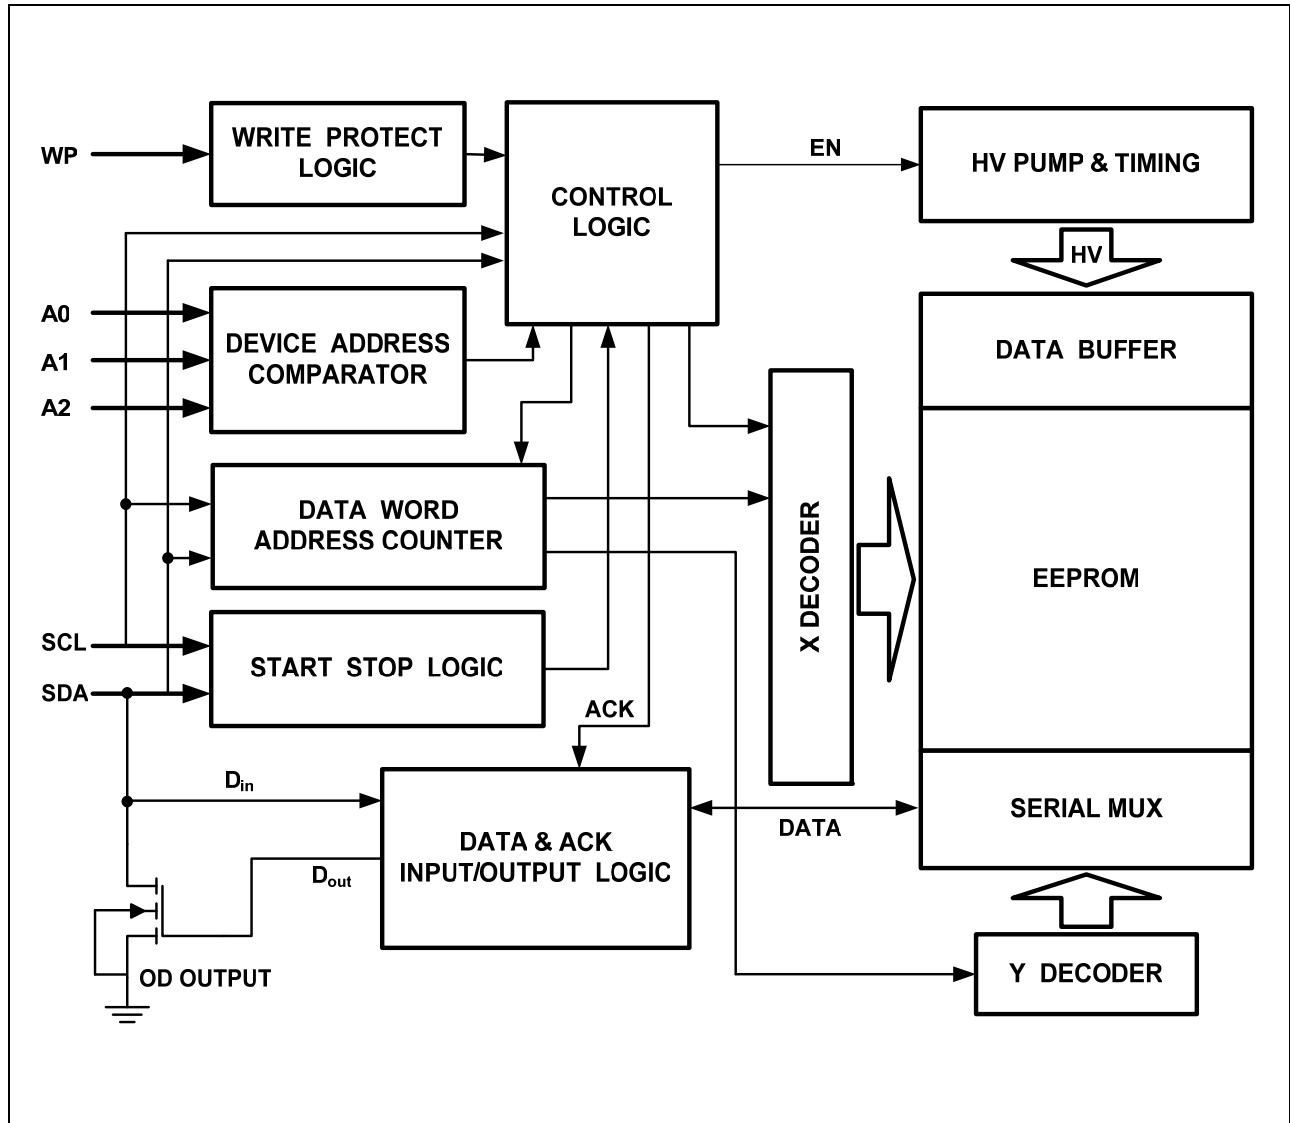 WP
WRITE PROTECT
LOGIC
CONTROL
LOGIC
EN
HV PUMP & TIMING
HV
A0
A1
A2
DEVICE ADDRESS
COMPARATOR
DATA BUFFER
DATA WORD
ADDRESS COUNTER
X DECODER
EEPROM
SCL
SDA
START STOP LOGIC
ACK
Din
Dout
DATA & ACK
INPUT/OUTPUT LOGIC
DATA
SERIAL MUX
OD OUTPUT
Y DECODER